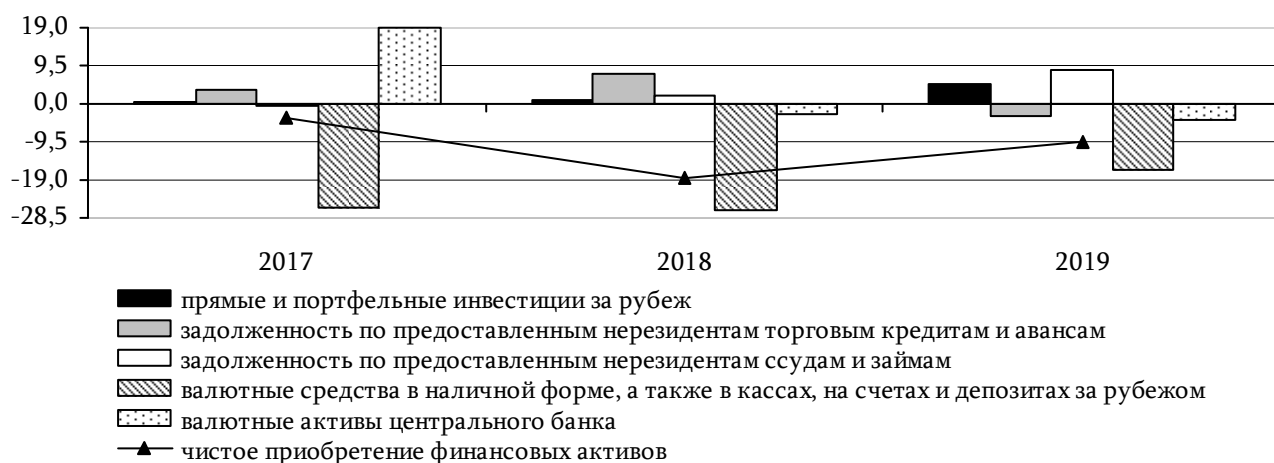 19,0
9,5
0,0
-9,5
-19,0
-28,5
2017 2018 2019
прямые и портфельные инвестиции за рубеж
задолженность по предоставленным нерезидентам торговым кредитам и авансам
задолженность по предоставленным нерезидентам ссудам и займам
валютные средства в наличной форме, а также в кассах, на счетах и депозитах за рубежом
валютные активы центрального банка
чистое приобретение финансовых активов